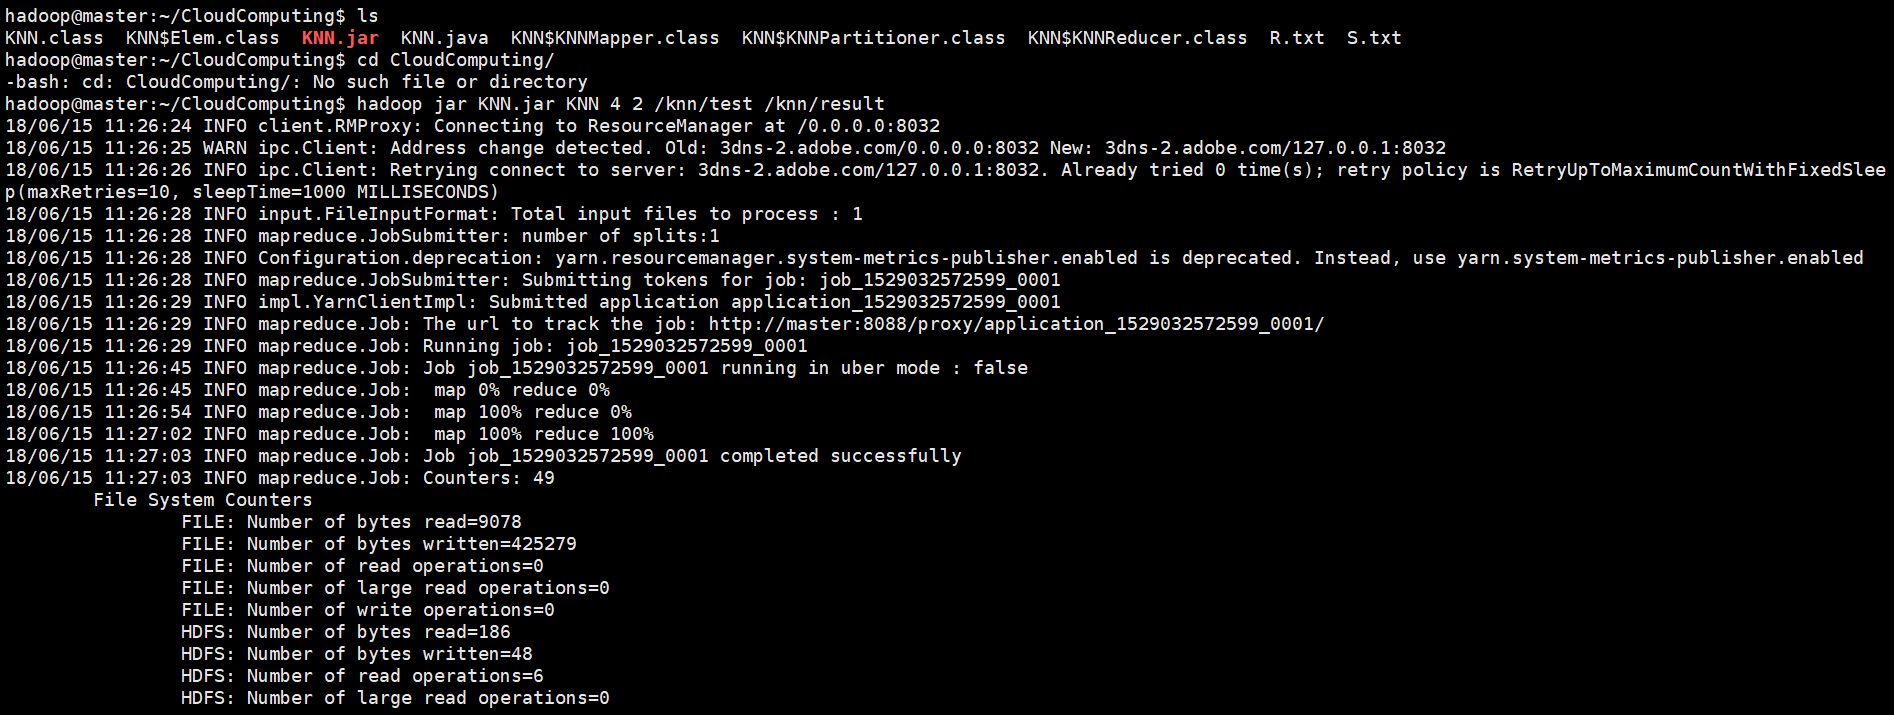 hadoop@master:~/CloudComputing$ ls
KNN.class  KNN$Elem.class  KNN.jar  KNN.java  KNN$KNNMapper.class  KNN$KNNPartitioner.class  KNN$KNNReducer.class  R.txt  S.txt
hadoop@master:~/CloudComputing$ cd CloudComputing/
-bash: cd: CloudComputing/: No such file or directory
hadoop@master:~/CloudComputing$ hadoop jar KNN.jar KNN 4 2 /knn/test /knn/result
18/06/15 11:26:24 INFO client.RMProxy: Connecting to ResourceManager at /0.0.0.0:8032
18/06/15 11:26:25 WARN ipc.Client: Address change detected. Old: 3dns-2.adobe.com/0.0.0.0:8032 New: 3dns-2.adobe.com/127.0.0.1:8032
18/06/15 11:26:26 INFO ipc.Client: Retrying connect to server: 3dns-2.adobe.com/127.0.0.1:8032. Already tried 0 time(s); retry policy is RetryUpToMaximumCountWithFixedSlee
p(maxRetries=10, sleepTime=1000 MILLISECONDS)
18/06/15 11:26:28 INFO input.FileInputFormat: Total input files to process : 1
18/06/15 11:26:28 INFO mapreduce.JobSubmitter: number of splits:1
18/06/15 11:26:28 INFO Configuration.deprecation: yarn.resourcemanager.system-metrics-publisher.enabled is deprecated. Instead, use yarn.system-metrics-publisher.enabled
18/06/15 11:26:28 INFO mapreduce.JobSubmitter: Submitting tokens for job: job_1529032572599_0001
18/06/15 11:26:29 INFO impl.YarnClientImpl: Submitted application application_1529032572599_0001
18/06/15 11:26:29 INFO mapreduce.Job: The url to track the job: http://master:8088/proxy/application_1529032572599_0001/
18/06/15 11:26:29 INFO mapreduce.Job: Running job: job_1529032572599_0001
18/06/15 11:26:45 INFO mapreduce.Job: Job job_1529032572599_0001 running in uber mode : false
18/06/15 11:26:45 INFO mapreduce.Job:  map 0% reduce 0%
18/06/15 11:26:54 INFO mapreduce.Job:  map 100% reduce 0%
18/06/15 11:27:02 INFO mapreduce.Job:  map 100% reduce 100%
18/06/15 11:27:03 INFO mapreduce.Job: Job job_1529032572599_0001 completed successfully
18/06/15 11:27:03 INFO mapreduce.Job: Counters: 49
File System Counters
FILE: Number of bytes read=9078
FILE: Number of bytes written=425279
FILE: Number of read operations=0
FILE: Number of large read operations=0
FILE: Number of write operations=0
HDFS: Number of bytes read=186
HDFS: Number of bytes written=48
HDFS: Number of read operations=6
HDFS: Number of large read operations=0